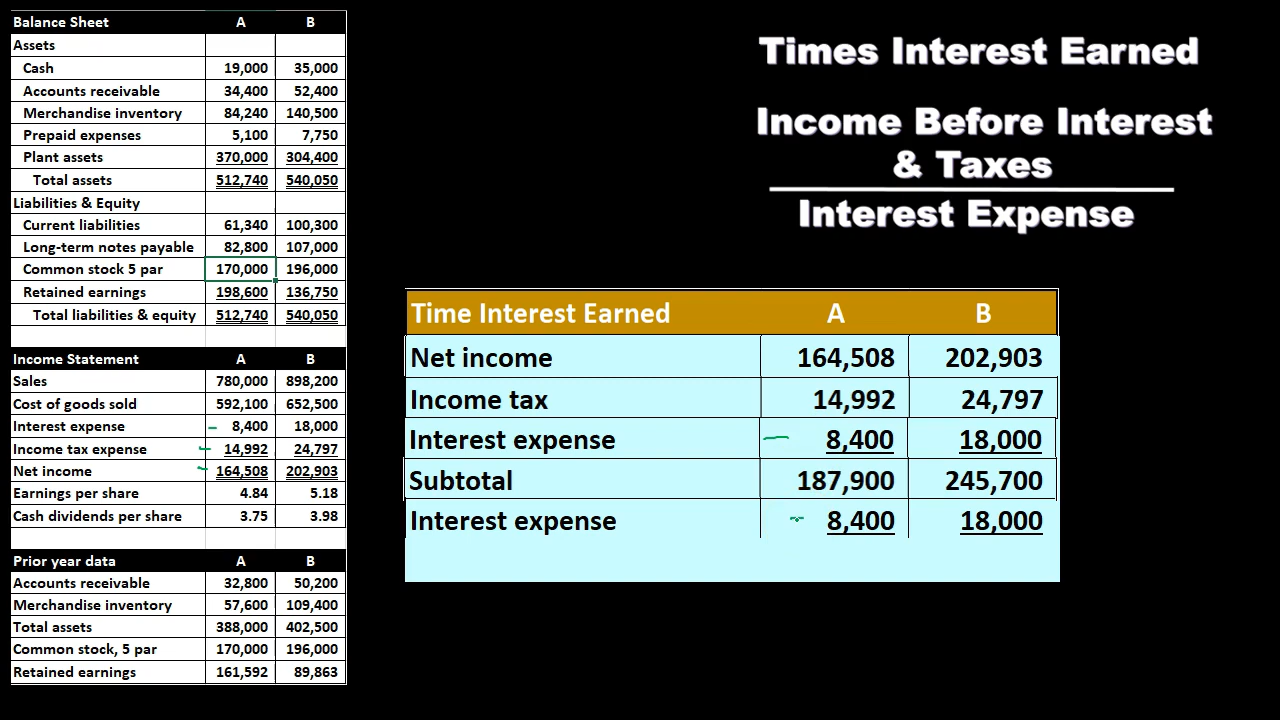 Balance Sheet A B
Assets
Cash 19,000 35,000
Accounts receivable 34,400 52,400
Merchandise inventory 84,240 140,500
Prepaid expenses 5,100 7,750
Plant assets 370,000 304,400
Total assets 512,740 540,050
Liabilities & Equity
Current liabilities 61,340 100,300
Long-term notes payable 82,800 107,000
Common stock 5 par 170,000 196,000
Retained earnings 198,600 136,750
Total liabilities & equity 512,740 540,050
Income Statement A B
Sales 780,000 898,200
Cost of goods sold 592,100 652,500
Interest expense 8,400 18,000
Income tax expense 14,992 24,797
Net income 164,508 202,903
Earnings per share 4.84 5.18
Cash dividends per share 3.75 3.98
Prior year data A B
Accounts receivable 32,800 50,200
Merchandise inventory 57,600 109,400
Total assets 388,000 402,500
Common stock, 5 par 170,000 196,000
Retained earnings 161,592 89,863
Times Interest Earned
Income Before Interest
& Taxes
Interest Expense
Time Interest Earned A B
Net income 164,508 202,903
Income tax 14,992 24,797
Interest expense 8,400 18,000
Subtotal 187,900 245,700
Interest expense 8,400 18,000